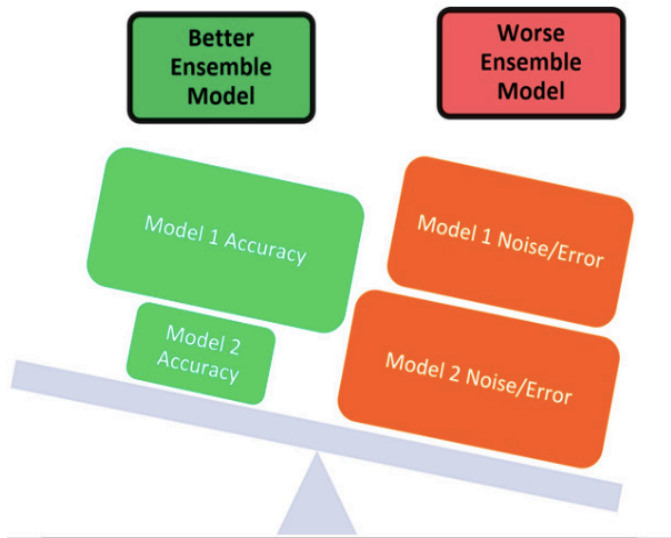 Better
Ensemble
Model
Worse
Ensemble
Model
Model 1 Accuracy
Model 1 Noise/Error
Model 2
Accuracy
Model 2 Noise/Error